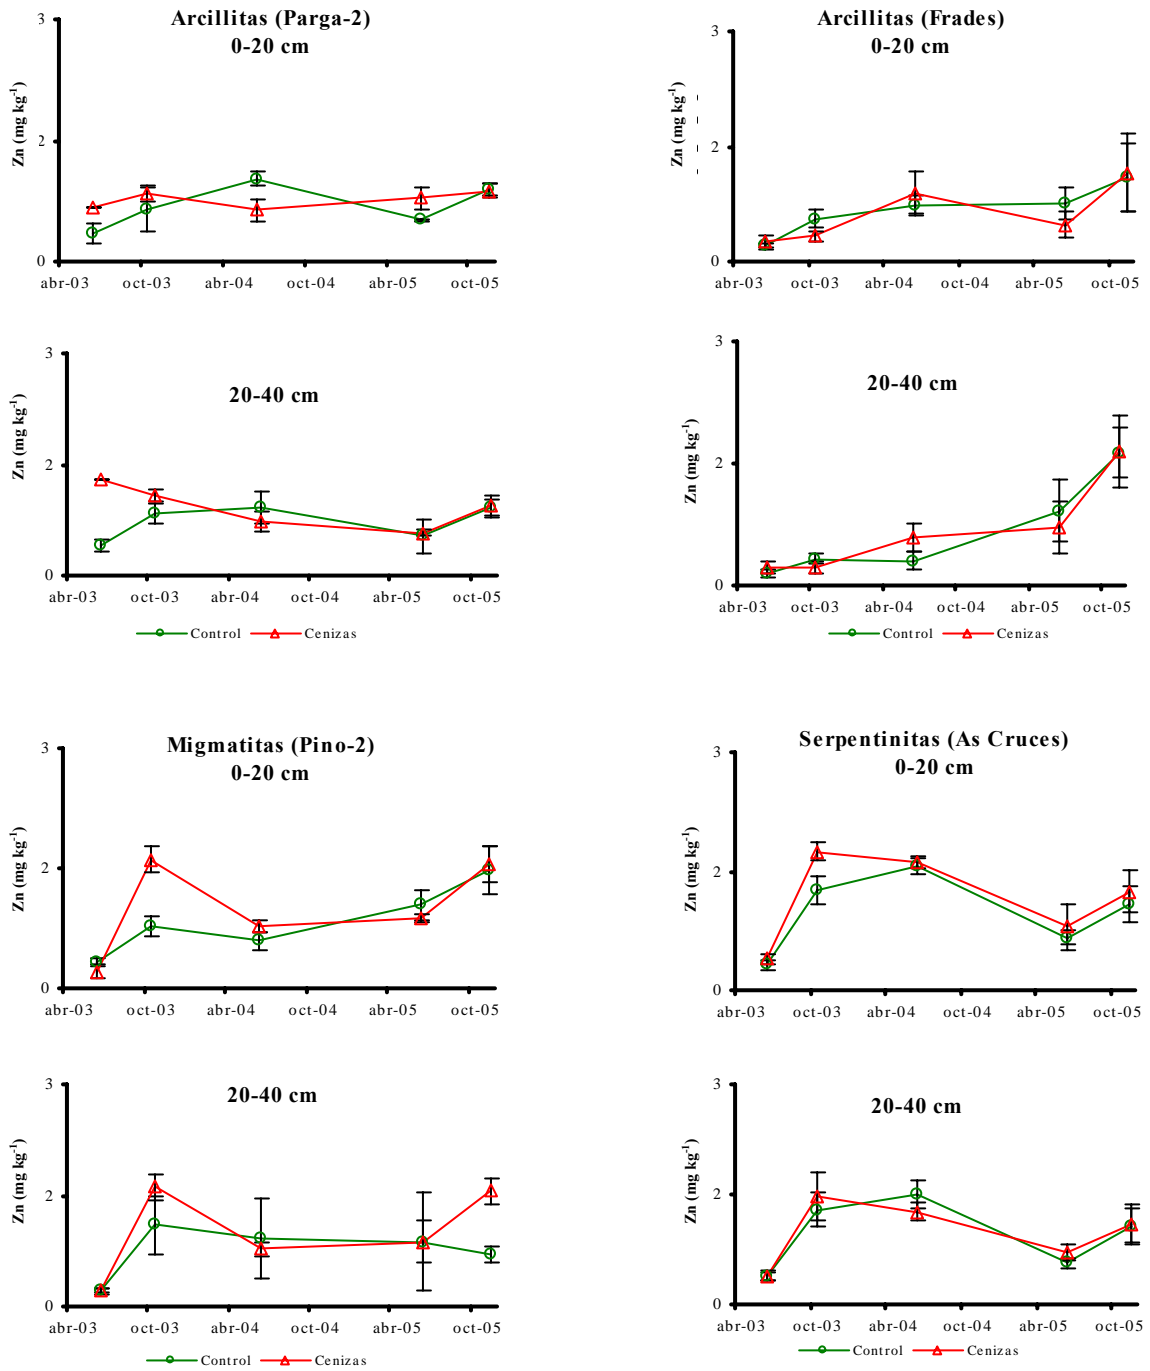 Arcillitas (Parga-2)
0-20 cm
Zn (mg kg-1)
3
2
0
abr-03 oct-03 abr-04 oct-04 abr-05 oct-05
Arcillitas (Frades)
0-20 cm
Zn (mg kg-1)
3
2
0
abr-03 oct-03 abr-04 oct-04 abr-05 oct-05
20-40 cm
Zn (mg kg-1)
3
2
0
abr-03 oct-03 abr-04 oct-04 abr-05 oct-05
Control Cenizas
20-40 cm
Zn (mg kg-1)
3
2
0
abr-03 oct-03 abr-04 oct-04 abr-05 oct-05
Control Cenizas
Migmatitas (Pino-2)
0-20 cm
Zn (mg kg-1)
3
2
0
abr-03 oct-03 abr-04 oct-04 abr-05 oct-05
Serpentinitas (As Cruces)
0-20 cm
Zn (mg kg-1)
3
2
0
abr-03 oct-03 abr-04 oct-04 abr-05 oct-05
20-40 cm
Zn (mg kg-1)
3
2
0
abr-03 oct-03 abr-04 oct-04 abr-05 oct-05
Control Cenizas
20-40 cm
Zn (mg kg-1)
3
2
0
abr-03 oct-03 abr-04 oct-04 abr-05 oct-05
Control Cenizas